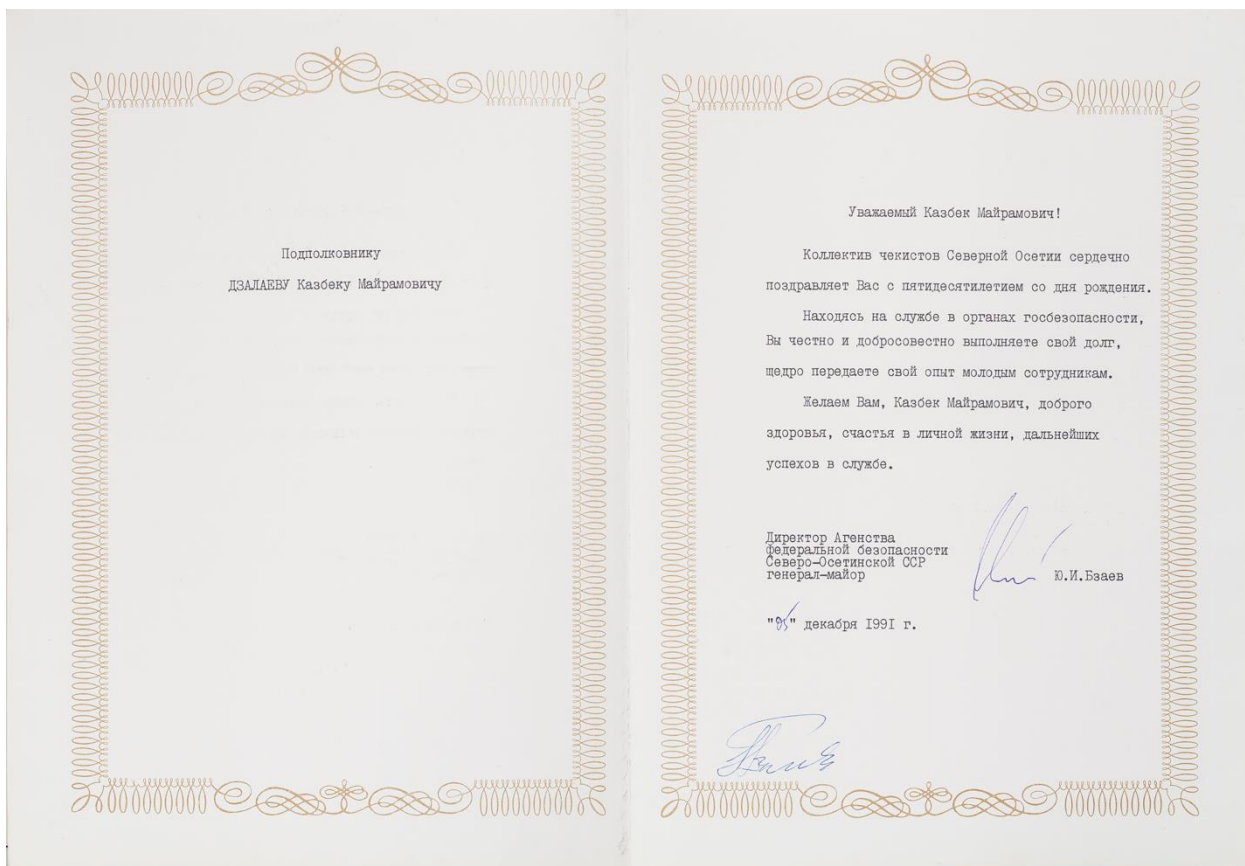 Подполковнику
ДЗАЛАЕВУ Казбеку Майрамовичу
Уважаемый Казбек Майрамович!
Коллектив чекистов Северной Осетии сердечно
поздравляет Вас с пятидесятилетием со дня рождения.
Находясь на службе в органах госбезопасности,
Вы честно и добросовестно выполняете свой долг,
щедро передаете свой опыт молодым сотрудникам.
Желаем Вам, Казбек Майрамович, доброго
здоровья, счастья в личной жизни, дальнейших
успехов в службе.
Директор Агенства
федеральной безопасности
Северо-Осетинской ССР
генерал-майор
Ю.И.Бзаев
" " декабря I99I г.